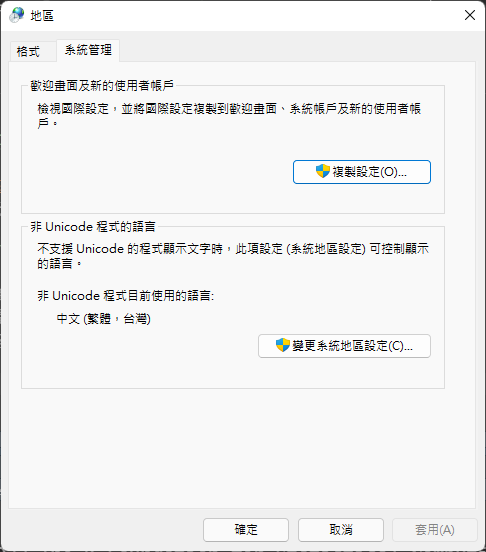 地區
格式
系統管理
歡迎畫面及新的使用者帳戶
檢視國際設定，並將國際設定複製到歡迎畫面、系統帳戶及新的使用者帳
戶。
複製設定(O)...
非 Unicode 程式的語言
不支援 Unicode 的程式顯示文字時，此項設定 (系統地區設定) 可控制顯示
的語言。
非 Unicode 程式目前使用的語言:
中文 (繁體，台灣)
變更系統地區設定(C)...
確定
取消
套用(A)